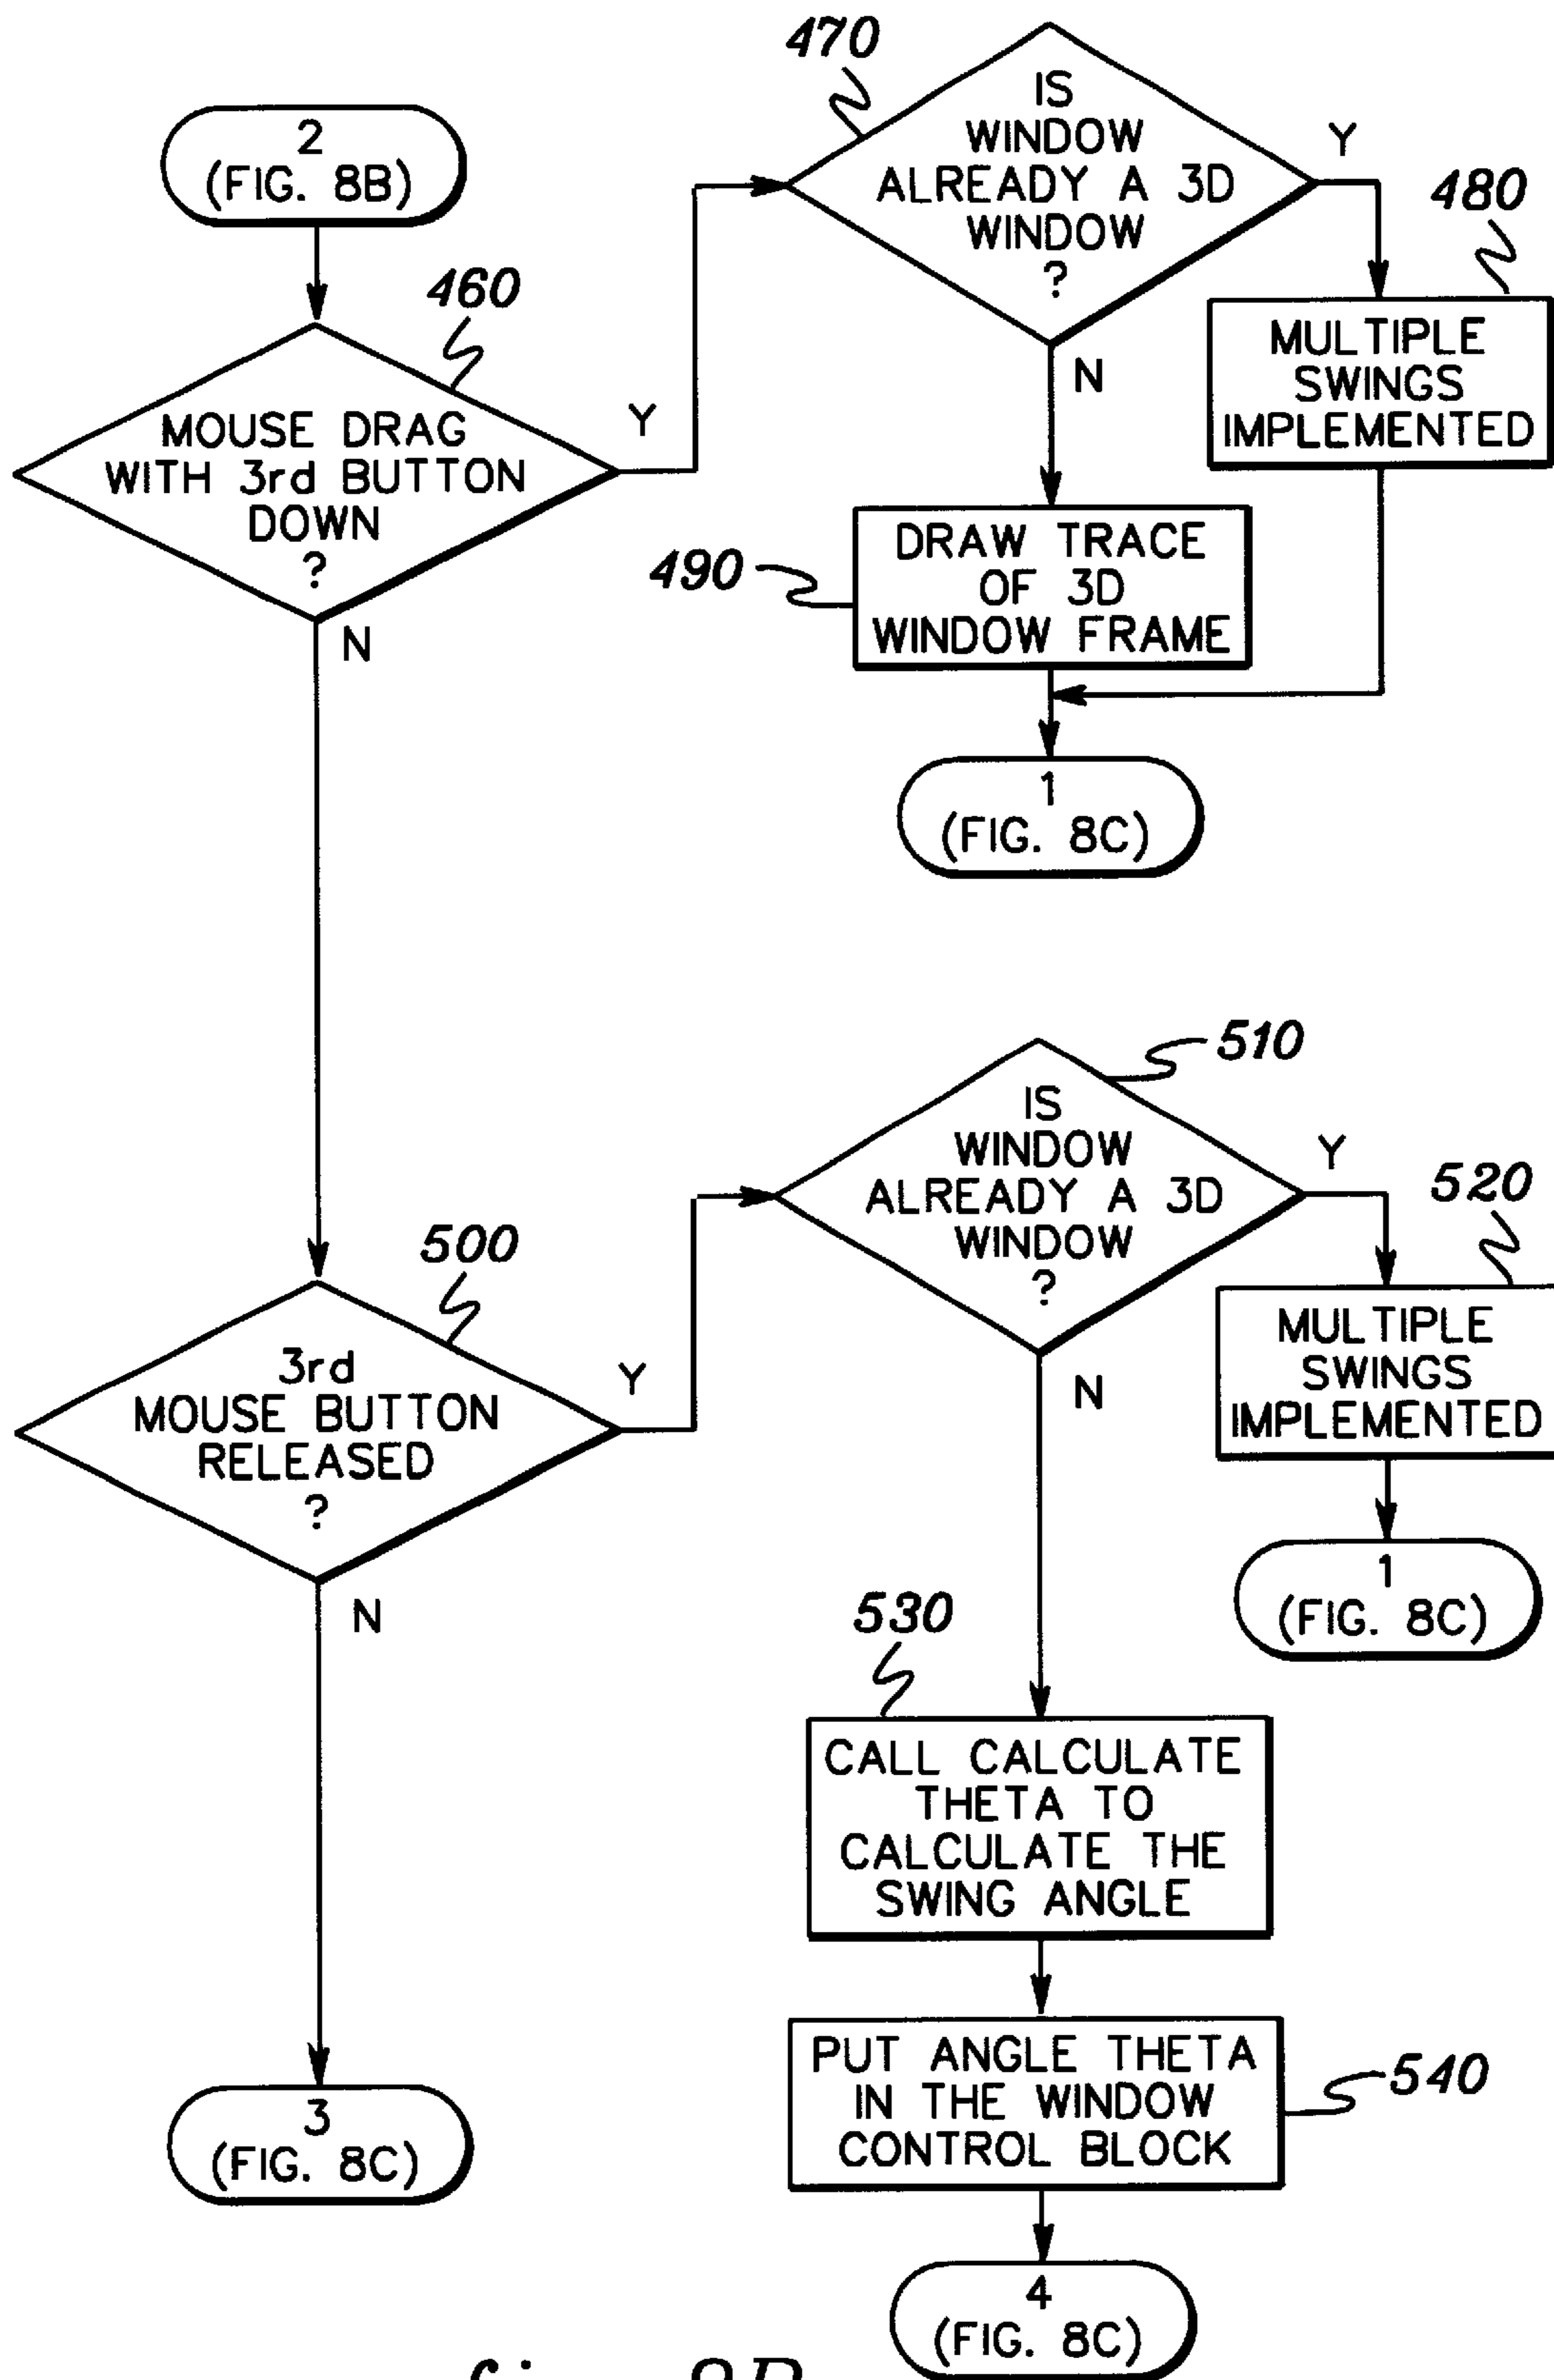 2
(FIG. 8B)
460
MOUSE DRAG
WITH 3rd BUTTON
DOWN
?
Y
N
470
IS
WINDOW
ALREADY A 3D
WINDOW
?
Y
N
480
MULTIPLE
SWINGS
IMPLEMENTED
490
DRAW TRACE
OF 3D
WINDOW FRAME
1
(FIG. 8C)
500
3rd
MOUSE BUTTON
RELEASED
?
Y
N
510
IS
WINDOW
ALREADY A 3D
WINDOW
?
Y
N
520
MULTIPLE
SWINGS
IMPLEMENTED
1
(FIG. 8C)
530
CALL CALCULATE
THETA TO
CALCULATE THE
SWING ANGLE
540
PUT ANGLE THETA
IN THE WINDOW
CONTROL BLOCK
3
(FIG. 8C)
4
(FIG. 8C)